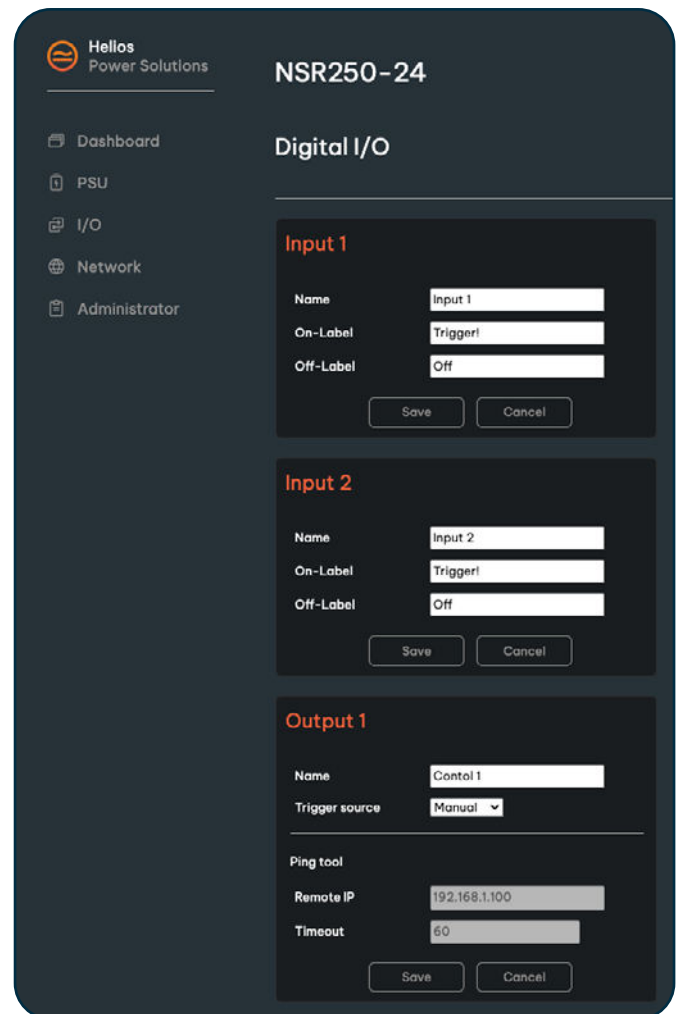 Helios
Power Solutions
Dashboard
PSU
I/O
Network
Administrator
NSR250-24
Digital I/O
Input 1
Name Input 1
On-Label Trigger!
Off-Label Off
Save Cancel
Input 2
Name Input 2
On-Label Trigger!
Off-Label Off
Save Cancel
Output 1
Name Contol 1
Trigger source Manual
Ping tool
Remote IP 192.168.1.100
Timeout 60
Save Cancel